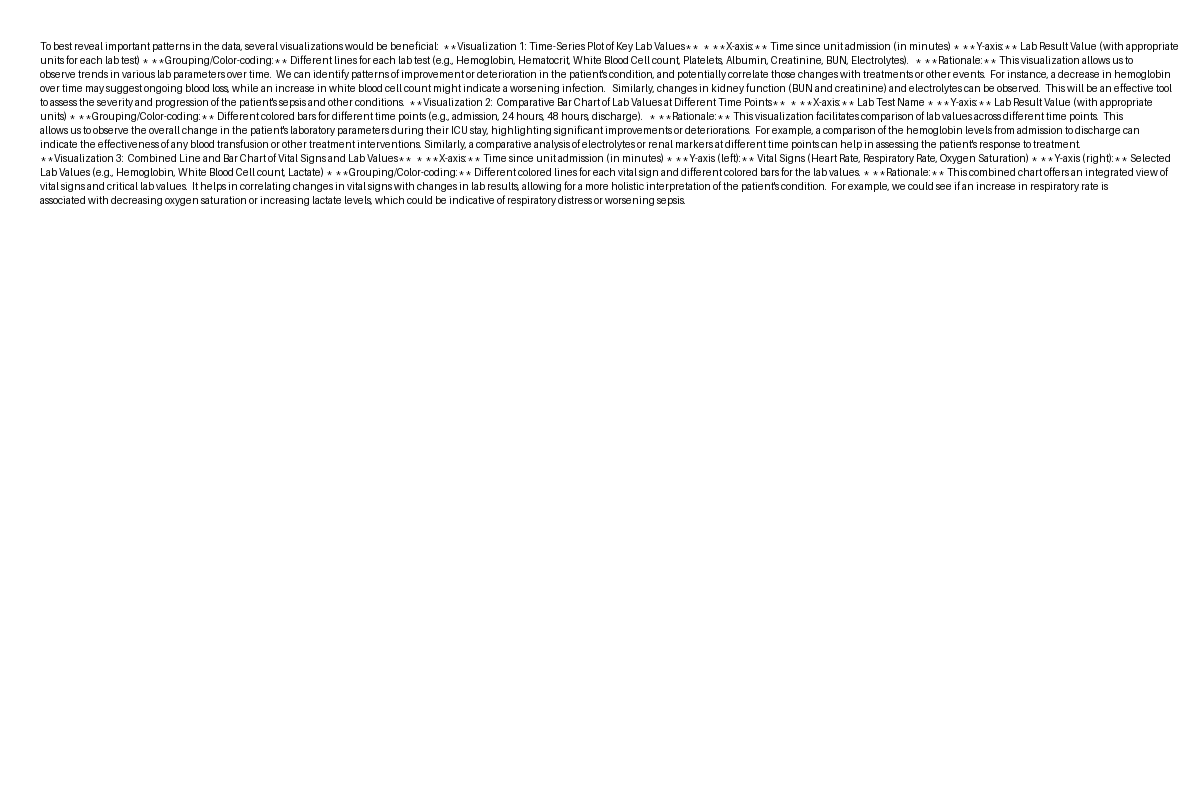 To best reveal important patterns in the data, several visualizations would be beneficial:  **Visualization 1: Time-Series Plot of Key Lab Values**  * **X-axis:** Time since unit admission (in minutes) * **Y-axis:** Lab Result Value (with appropriate
units for each lab test) * **Grouping/Color-coding:** Different lines for each lab test (e.g., Hemoglobin, Hematocrit, White Blood Cell count, Platelets, Albumin, Creatinine, BUN, Electrolytes).  * **Rationale:** This visualization allows us to
observe trends in various lab parameters over time.  We can identify patterns of improvement or deterioration in the patient's condition, and potentially correlate those changes with treatments or other events.  For instance, a decrease in hemoglobin
over time may suggest ongoing blood loss, while an increase in white blood cell count might indicate a worsening infection.  Similarly, changes in kidney function (BUN and creatinine) and electrolytes can be observed.  This will be an effective tool
to assess the severity and progression of the patient's sepsis and other conditions.  **Visualization 2:  Comparative Bar Chart of Lab Values at Different Time Points**  * **X-axis:** Lab Test Name * **Y-axis:** Lab Result Value (with appropriate
units) * **Grouping/Color-coding:** Different colored bars for different time points (e.g., admission, 24 hours, 48 hours, discharge).  * **Rationale:** This visualization facilitates comparison of lab values across different time points.  This
allows us to observe the overall change in the patient's laboratory parameters during their ICU stay, highlighting significant improvements or deteriorations.  For example, a comparison of the hemoglobin levels from admission to discharge can
indicate the effectiveness of any blood transfusion or other treatment interventions. Similarly, a comparative analysis of electrolytes or renal markers at different time points can help in assessing the patient's response to treatment.
**Visualization 3:  Combined Line and Bar Chart of Vital Signs and Lab Values**  * **X-axis:** Time since unit admission (in minutes) * **Y-axis (left):** Vital Signs (Heart Rate, Respiratory Rate, Oxygen Saturation) * **Y-axis (right):** Selected
Lab Values (e.g., Hemoglobin, White Blood Cell count, Lactate) * **Grouping/Color-coding:** Different colored lines for each vital sign and different colored bars for the lab values. * **Rationale:** This combined chart offers an integrated view of
vital signs and critical lab values.  It helps in correlating changes in vital signs with changes in lab results, allowing for a more holistic interpretation of the patient's condition.  For example, we could see if an increase in respiratory rate is
associated with decreasing oxygen saturation or increasing lactate levels, which could be indicative of respiratory distress or worsening sepsis.